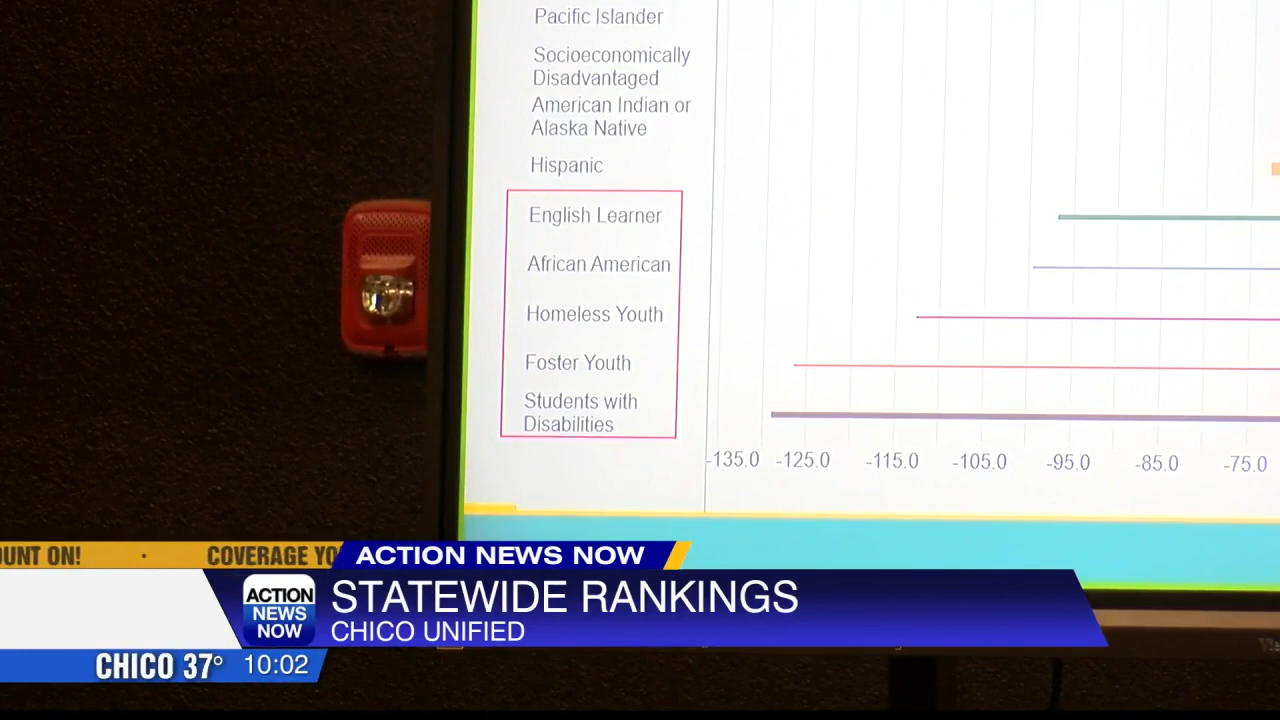 Pacific Islander
Socioeconomically
Disadvantaged
American Indian or
Alaska Native
Hispanic
English Learner
African American
Homeless Youth
Foster Youth
Students with
Disabilities
-135.0 -125.0 -115.0 -105.0 -95.0 -85.0 -75.0
OUNT ON! · COVERAGE YO
ACTION NEWS NOW
ACTION
NEWS
NOW
STATEWIDE RANKINGS
CHICO UNIFIED
CHICO 37° 10:02